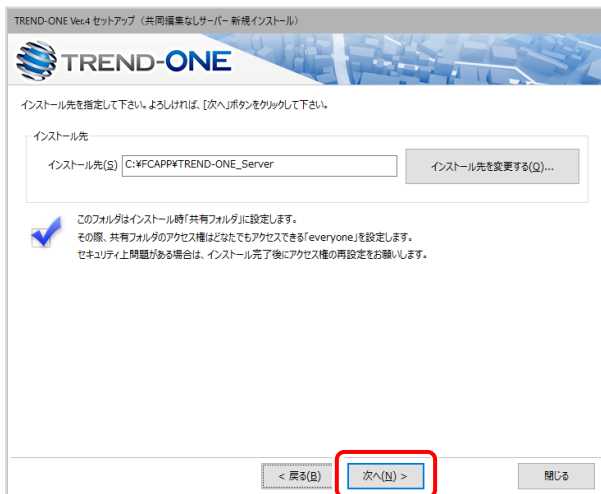 TREND-ONE Ver.4 セットアップ（共同編集なしサーバー 新規インストール）
TREND-ONE
インストール先を指定して下さい。よろしければ、[次へ]ボタンをクリックして下さい。
インストール先
インストール先(S) C:¥FCAPP¥TREND-ONE_Server インストール先を変更する(Q)...
このフォルダはインストール時「共有フォルダ」に設定します。
その際、共有フォルダのアクセス権はどなたでもアクセスできる「everyone」を設定します。
セキュリティ上問題がある場合は、インストール完了後にアクセス権の再設定をお願いします。
< 戻る(B) 次へ(N) > 閉じる